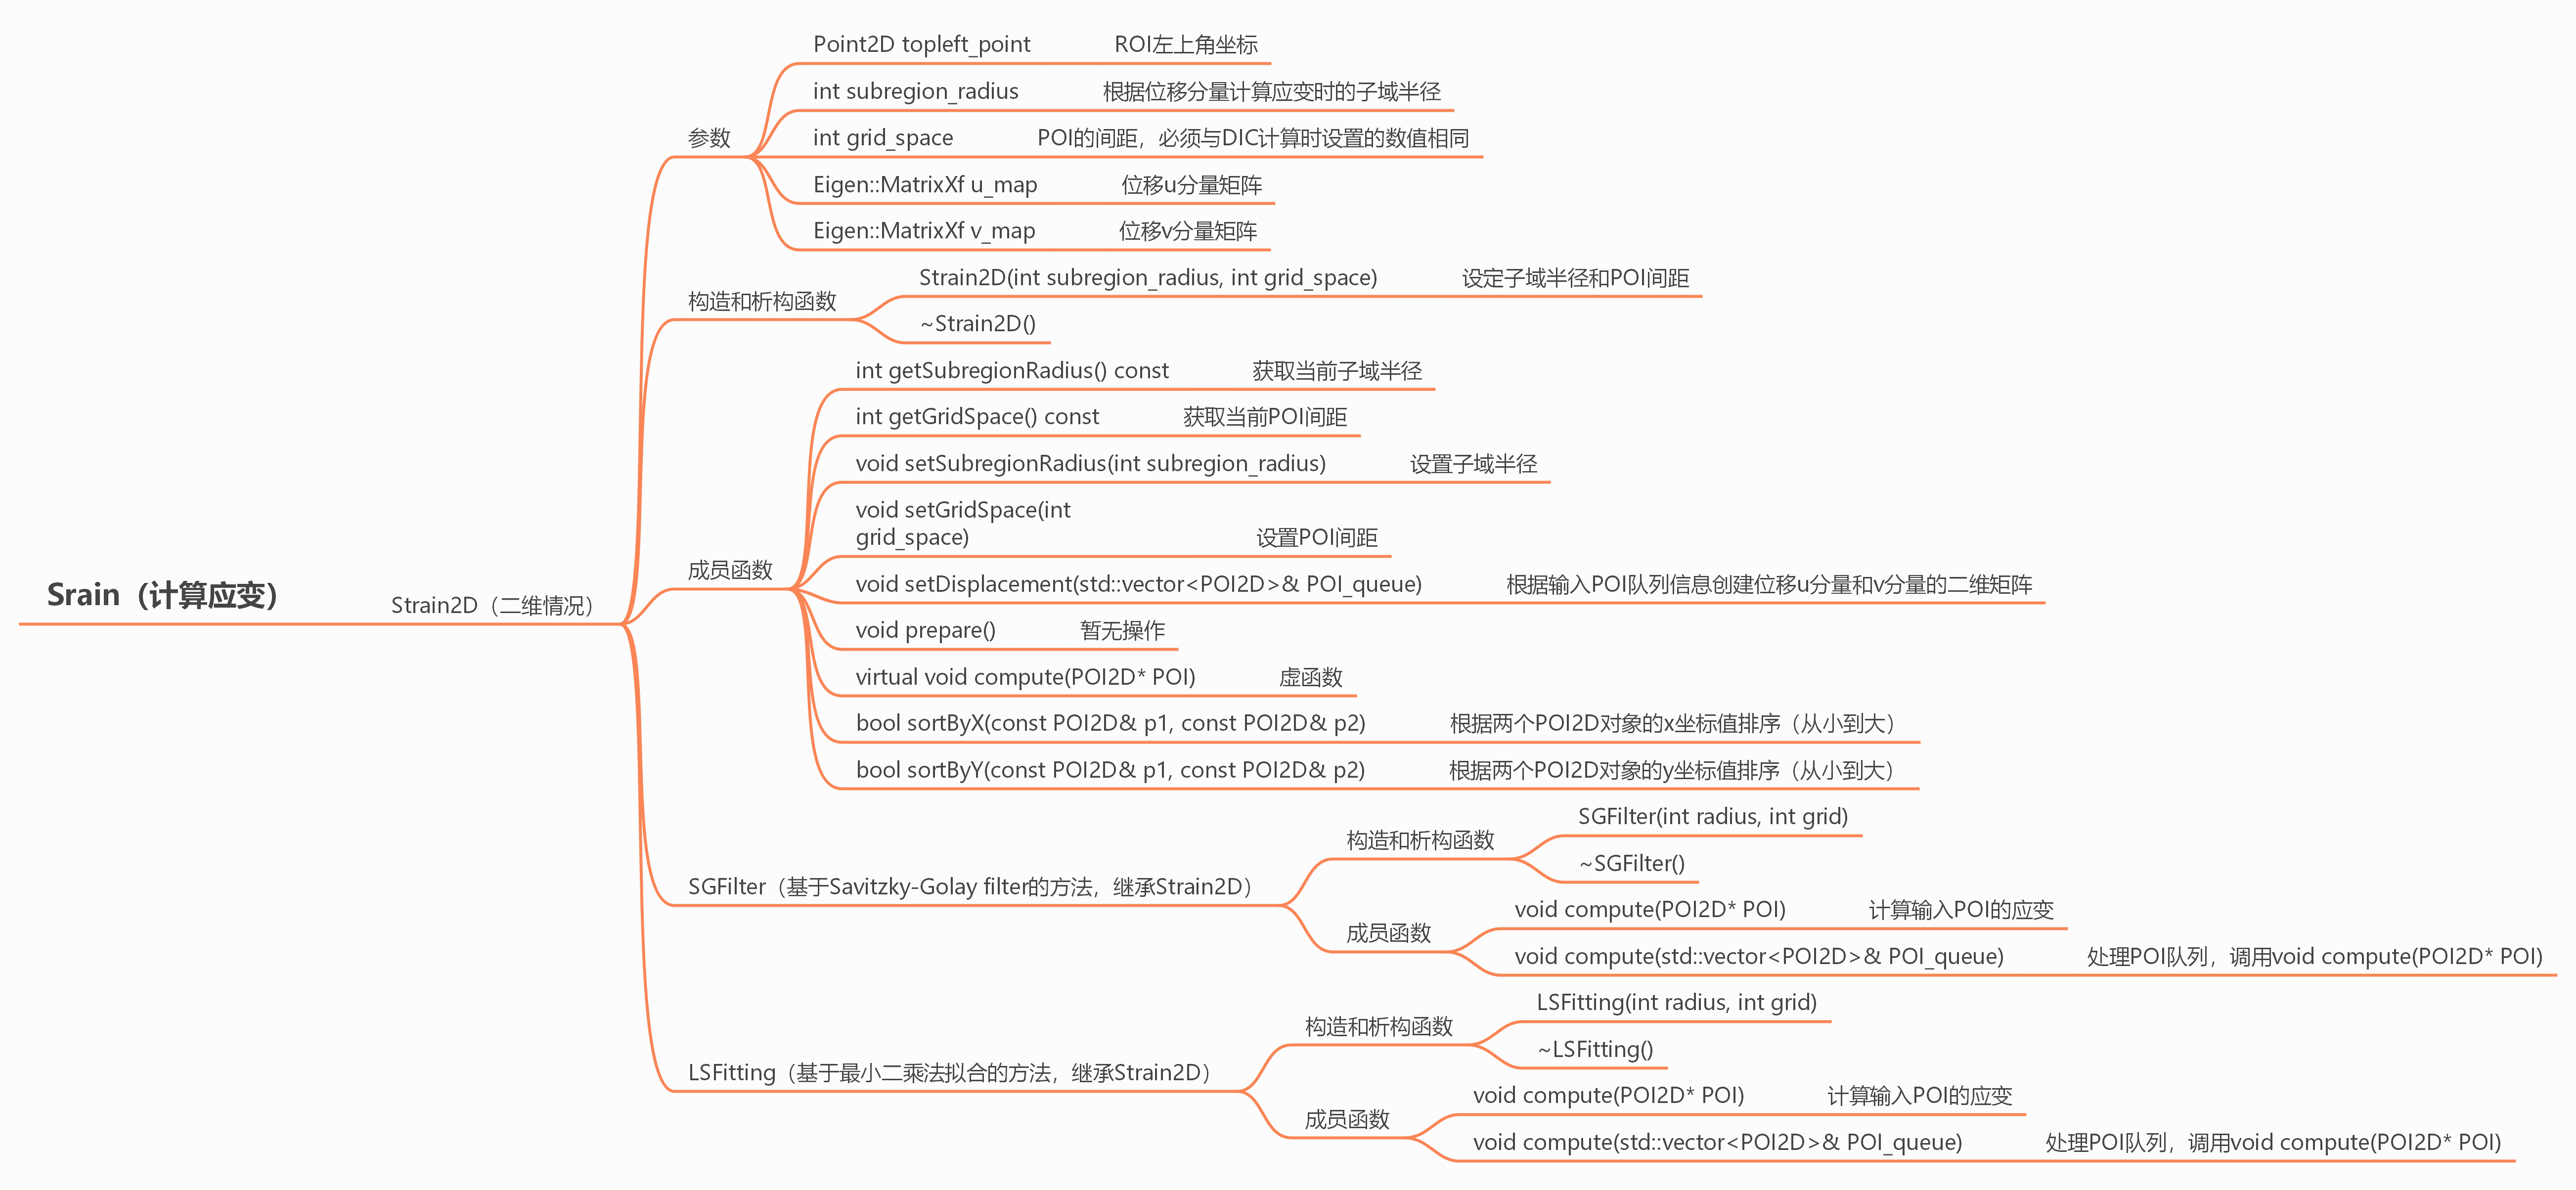 Srain（计算应变）
Strain2D（二维情况）
参数
Point2D topleft_point ROI左上角坐标
int subregion_radius 根据位移分量计算应变时的子域半径
int grid_space POI的间距，必须与DIC计算时设置的数值相同
Eigen::MatrixXf u_map 位移u分量矩阵
Eigen::MatrixXf v_map 位移v分量矩阵
构造和析构函数
Strain2D(int subregion_radius, int grid_space) 设定子域半径和POI间距
~Strain2D()
成员函数
int getSubregionRadius() const 获取当前子域半径
int getGridSpace() const 获取当前POI间距
void setSubregionRadius(int subregion_radius) 设置子域半径
void setGridSpace(int
grid_space) 设置POI间距
void setDisplacement(std::vector<POI2D>& POI_queue) 根据输入POI队列信息创建位移u分量和v分量的二维矩阵
void prepare() 暂无操作
virtual void compute(POI2D* POI) 虚函数
bool sortByX(const POI2D& p1, const POI2D& p2) 根据两个POI2D对象的x坐标值排序（从小到大）
bool sortByY(const POI2D& p1, const POI2D& p2) 根据两个POI2D对象的y坐标值排序（从小到大）
SGFilter（基于Savitzky-Golay filter的方法，继承Strain2D）
构造和析构函数
SGFilter(int radius, int grid)
~SGFilter()
成员函数
void compute(POI2D* POI) 计算输入POI的应变
void compute(std::vector<POI2D>& POI_queue) 处理POI队列，调用void compute(POI2D* POI)
LSFitting（基于最小二乘法拟合的方法，继承Strain2D）
构造和析构函数
LSFitting(int radius, int grid)
~LSFitting()
成员函数
void compute(POI2D* POI) 计算输入POI的应变
void compute(std::vector<POI2D>& POI_queue) 处理POI队列，调用void compute(POI2D* POI)